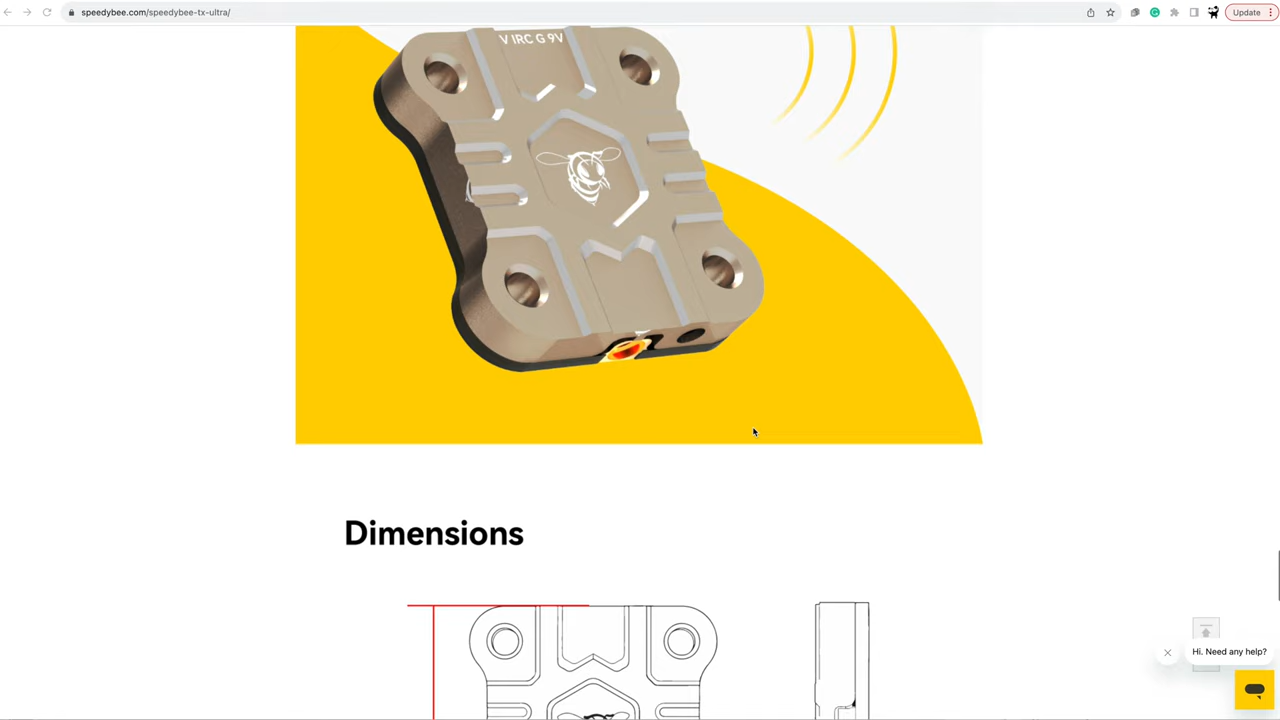 speedybee.com/speedybee-tx-ultra/
Update
V IRC G 9V
Dimensions
Hi. Need any help?